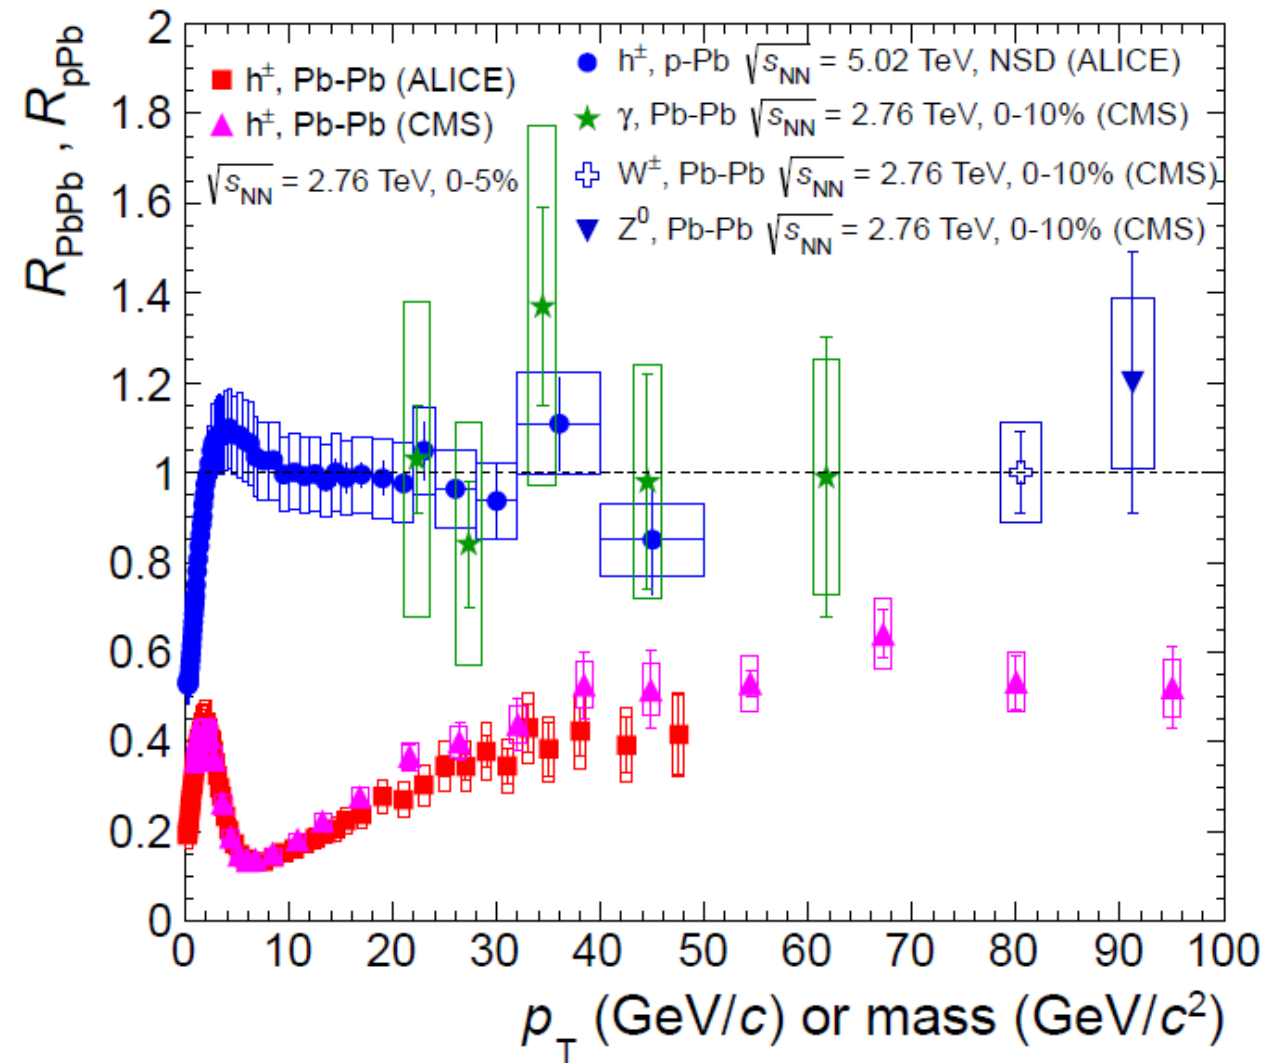 R_PbPb , R_pPb
2
1.8
1.6
1.4
1.2
1
0.8
0.6
0.4
0.2
0
h±, Pb-Pb (ALICE)
h±, Pb-Pb (CMS)
√s_NN = 2.76 TeV, 0-5%
h±, p-Pb √s_NN = 5.02 TeV, NSD (ALICE)
γ, Pb-Pb √s_NN = 2.76 TeV, 0-10% (CMS)
W±, Pb-Pb √s_NN = 2.76 TeV, 0-10% (CMS)
Z⁰, Pb-Pb √s_NN = 2.76 TeV, 0-10% (CMS)
0 10 20 30 40 50 60 70 80 90 100
p_T (GeV/c) or mass (GeV/c²)